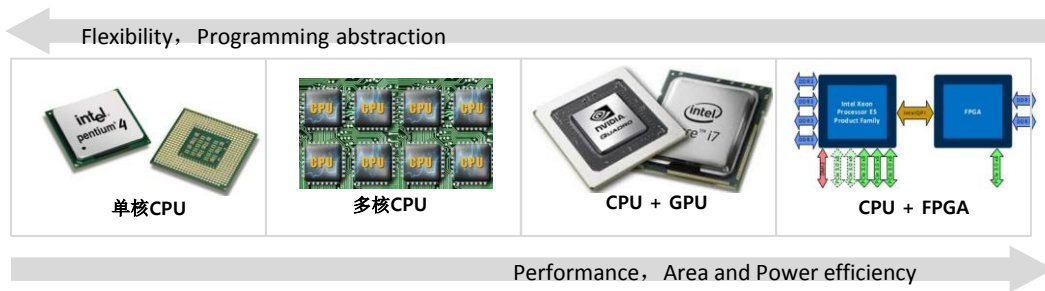 Flexibility，Programming abstraction
intel
pentium 4
CPU CPU CPU CPU
CPU CPU CPU CPU
NVIDIA
QUADRO
intel
i7
Intel Xeon
Processor E5
Product Family
FPGA
单核CPU
多核CPU
CPU + GPU
CPU + FPGA
Performance，Area and Power efficiency